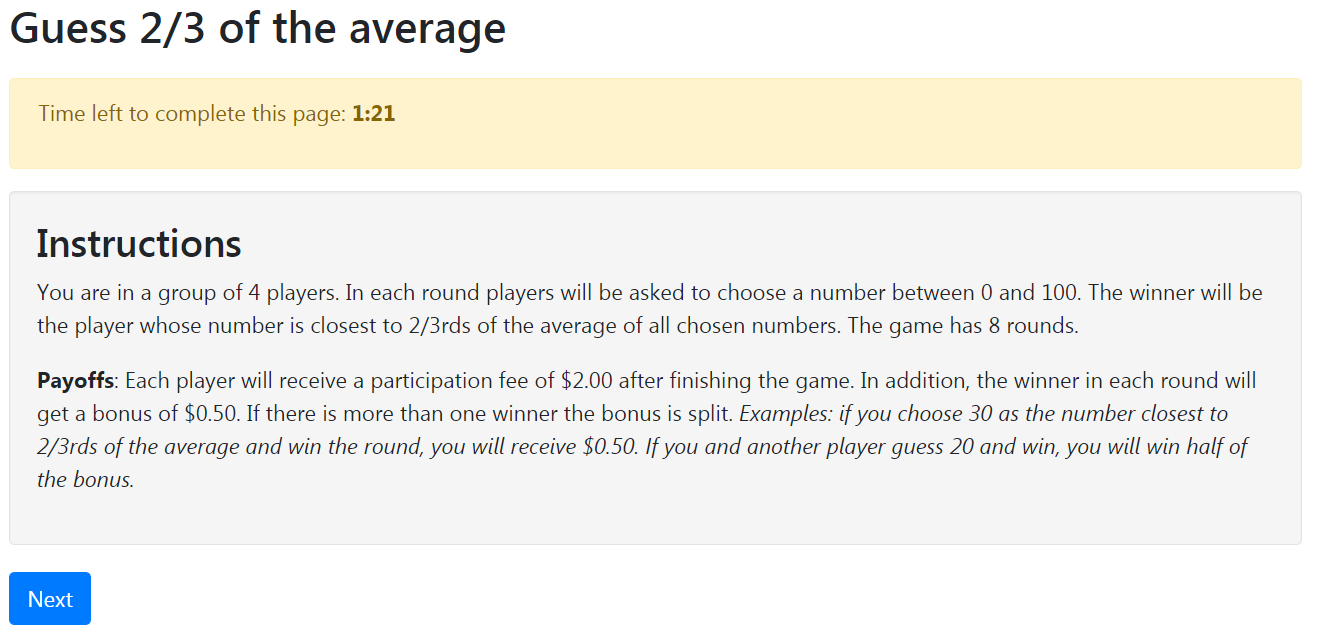 Guess 2/3 of the average
Time left to complete this page: 1:21
Instructions
You are in a group of 4 players. In each round players will be asked to choose a number between 0 and 100. The winner will be
the player whose number is closest to 2/3rds of the average of all chosen numbers. The game has 8 rounds.
Payoffs: Each player will receive a participation fee of $2.00 after finishing the game. In addition, the winner in each round will
get a bonus of $0.50. If there is more than one winner the bonus is split. Examples: if you choose 30 as the number closest to
2/3rds of the average and win the round, you will receive $0.50. If you and another player guess 20 and win, you will win half of
the bonus.
Next